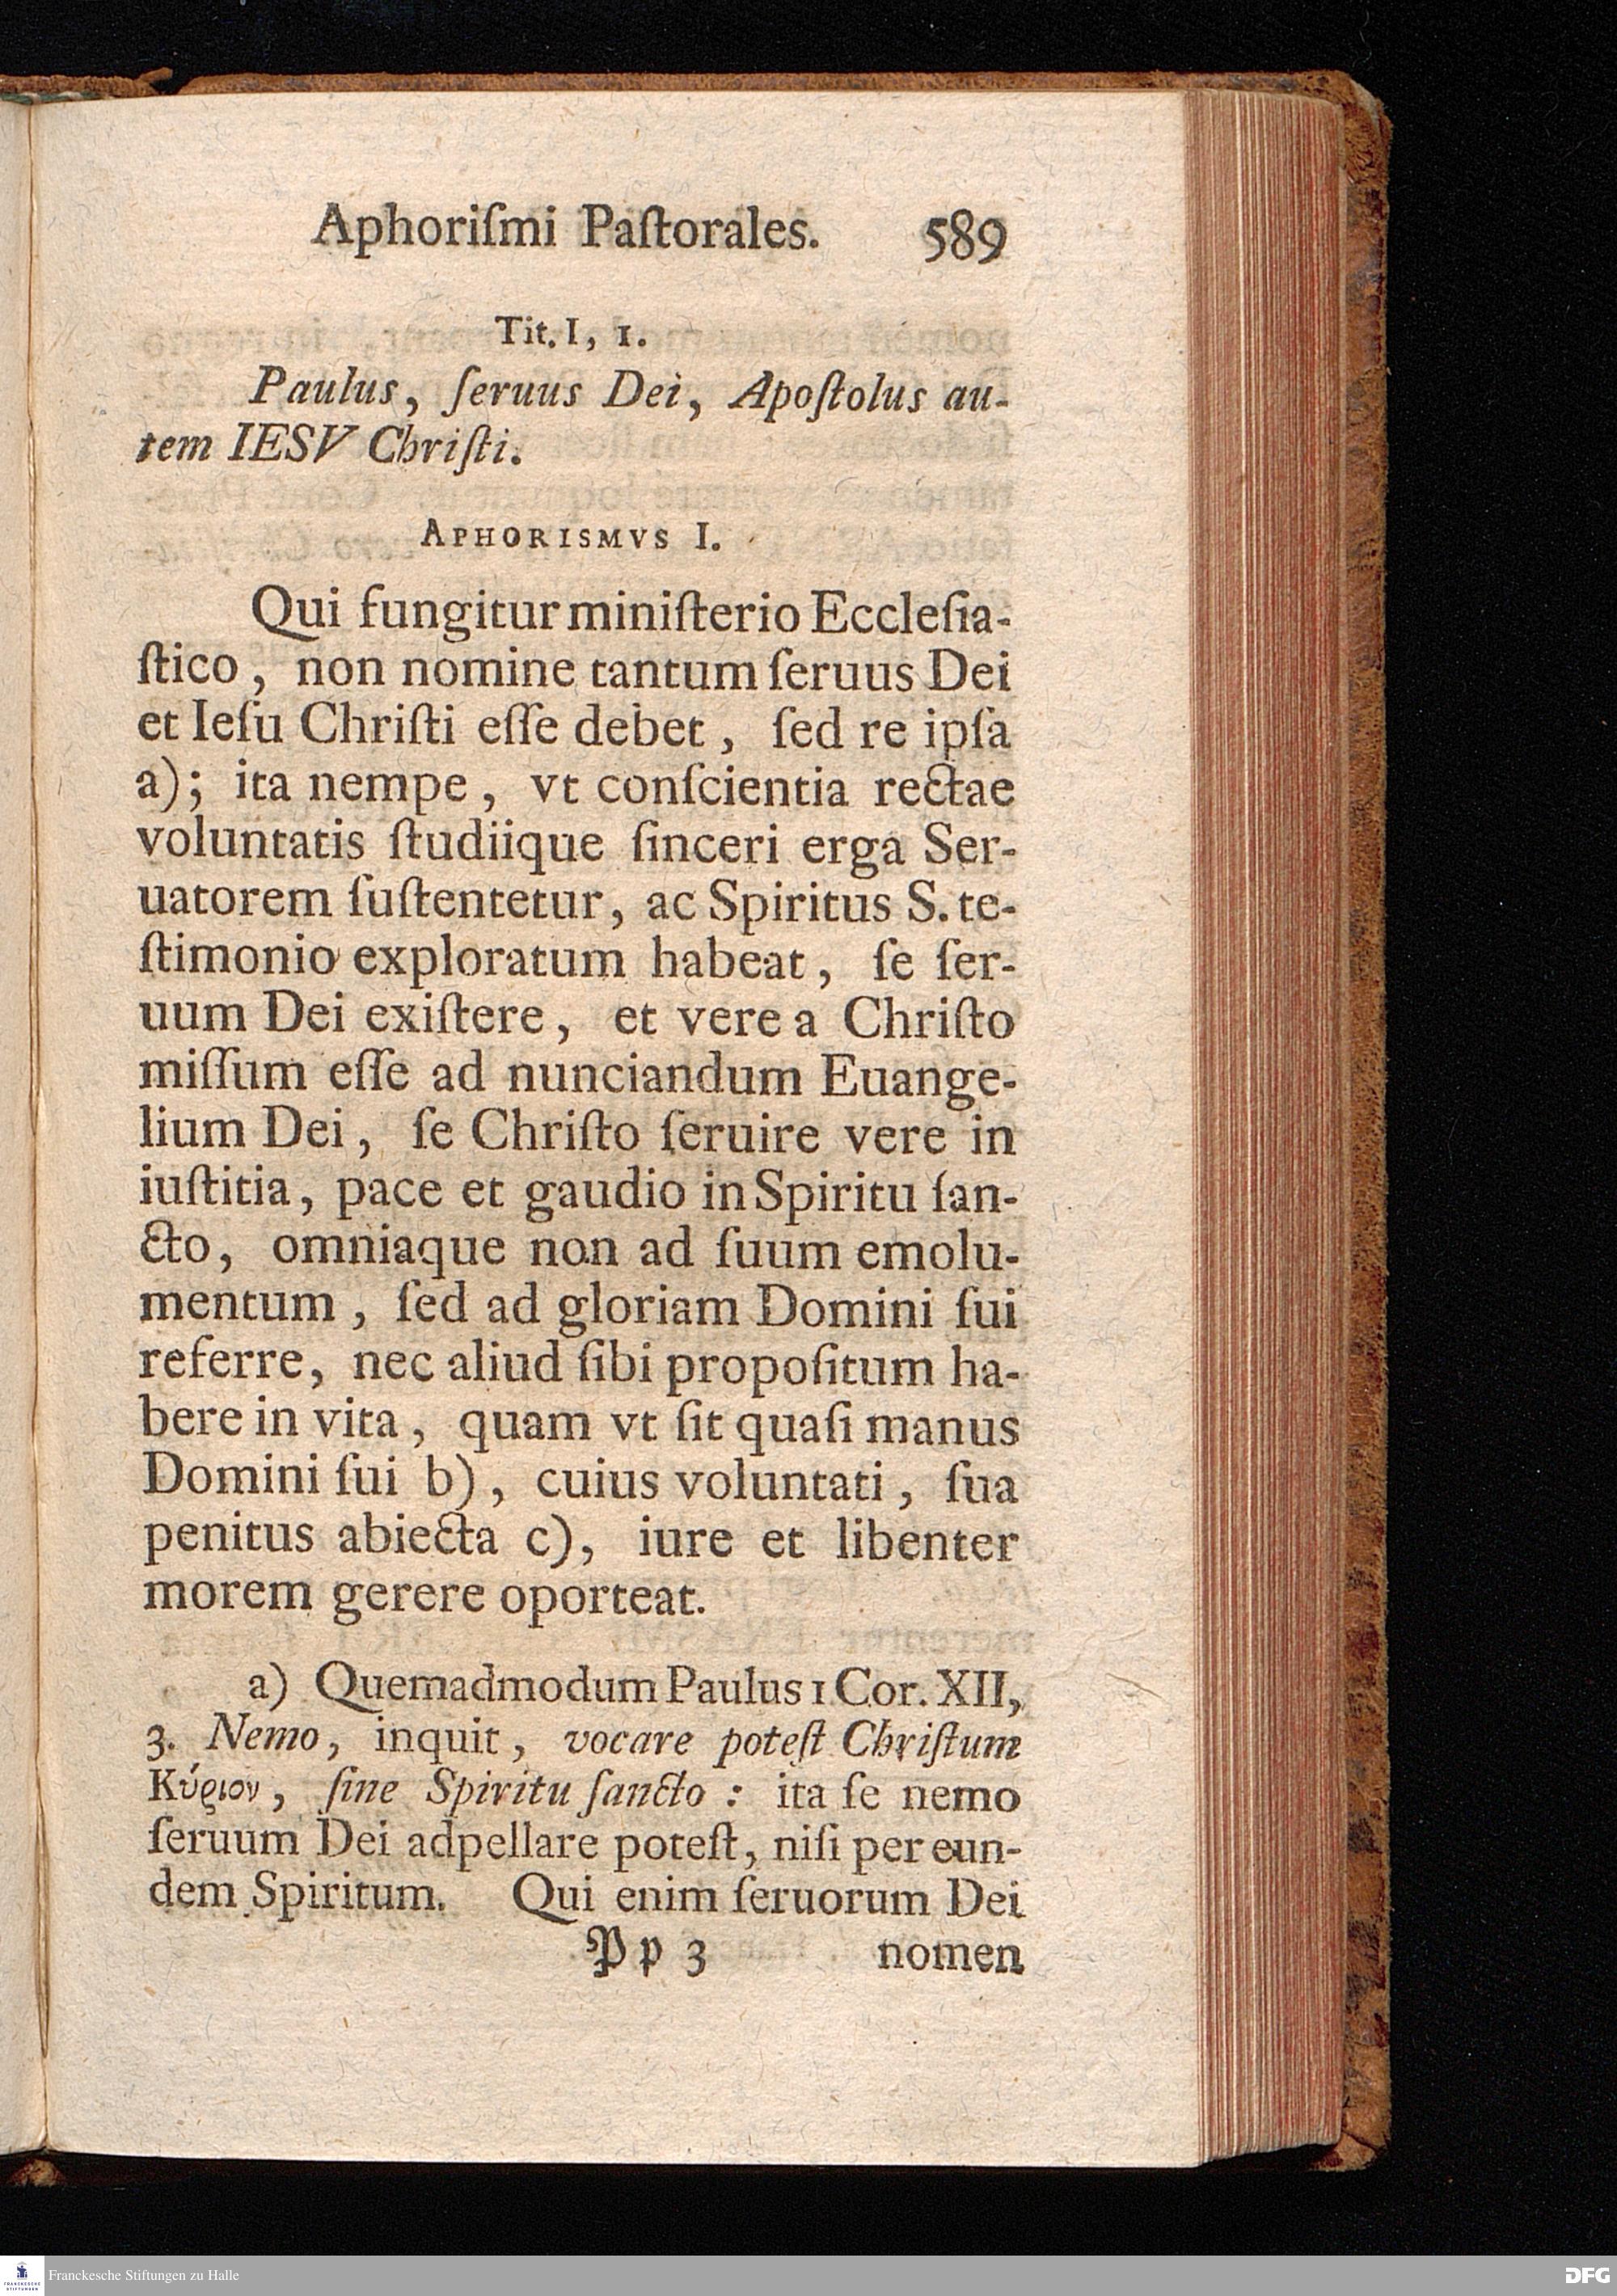 Aphoriſmi Paſtorales. 589
Tit. I, 1.
Paulus, ſeruus Dei, Apoſtolus au-
tem IESV Chriſti.
APHORISMVS I.
Qui fungitur miniſterio Eccleſia-
ſtico, non nomine tantum ſeruus Dei
et Ieſu Chriſti eſſe debet, ſed re ipſa
a); ita nempe, vt conſcientia rectae
voluntatis ſtudiique ſinceri erga Ser-
uatorem ſuſtentetur, ac Spiritus S. te-
ſtimonio exploratum habeat, ſe ſer-
uum Dei exiſtere, et vere a Chriſto
miſſum eſſe ad nunciandum Euange-
lium Dei, ſe Chriſto ſeruire vere in
iuſtitia, pace et gaudio in Spiritu ſan-
cto, omniaque non ad ſuum emolu-
mentum, ſed ad gloriam Domini ſui
referre, nec aliud ſibi propoſitum ha-
bere in vita, quam vt ſit quaſi manus
Domini ſui b), cuius voluntati, ſua
penitus abiecta c), iure et libenter
morem gerere oporteat.
a) Quemadmodum Paulus 1 Cor. XII,
3. Nemo, inquit, vocare poteſt Chriſtum
Κύριον, ſine Spiritu ſancto: ita ſe nemo
ſeruum Dei adpellare poteſt, niſi per eun-
dem Spiritum. Qui enim ſeruorum Dei
Pp 3 nomen
FRANCKESCHE STIFTUNGEN
Franckesche Stiftungen zu Halle
DFG